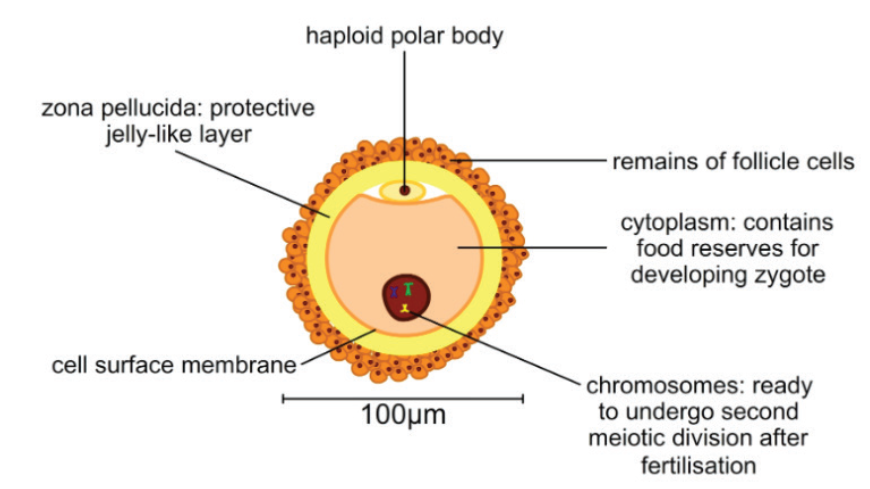 haploid polar body
zona pellucida: protective
jelly-like layer
remains of follicle cells
cytoplasm: contains
food reserves for
developing zygote
cell surface membrane
100µm
chromosomes: ready
to undergo second
meiotic division after
fertilisation